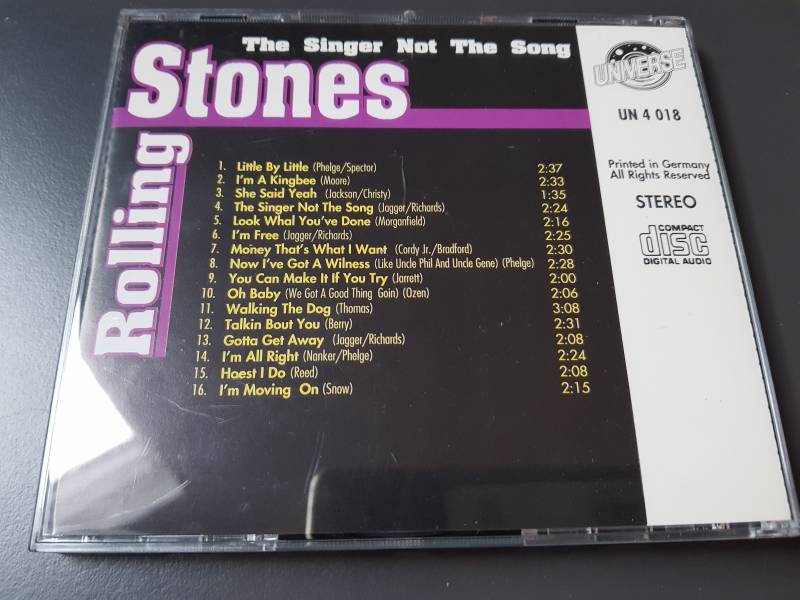 The Singer Not The Song
Rolling
Stones
1. Little By Little (Phelge/Spector) 2:37
2. I'm A Kingbee (Moore) 2:33
3. She Said Yeah (Jackson/Christy) 1:35
4. The Singer Not The Song (Jagger/Richards) 2:24
5. Look Whal You've Done (Morganfield) 2:16
6. I'm Free (Jagger/Richards) 2:25
7. Money That's What I Want (Cordy Jr./Bradford) 2:30
8. Now I've Got A Wilness (Like Uncle Phil And Uncle Gene) (Phelge) 2:28
9. You Can Make It If You Try (Jarrett) 2:00
10. Oh Baby (We Got A Good Thing Goin) (Ozen) 2:06
11. Walking The Dog (Thomas) 3:08
12. Talkin Bout You (Berry) 2:31
13. Gotta Get Away (Jagger/Richards) 2:08
14. I'm All Right (Nanker/Phelge) 2:24
15. Haest I Do (Reed) 2:08
16. I'm Moving On (Snow) 2:15
UNIVERSE
UN 4 018
Printed in Germany
All Rights Reserved
STEREO
COMPACT
disc
DIGITAL AUDIO